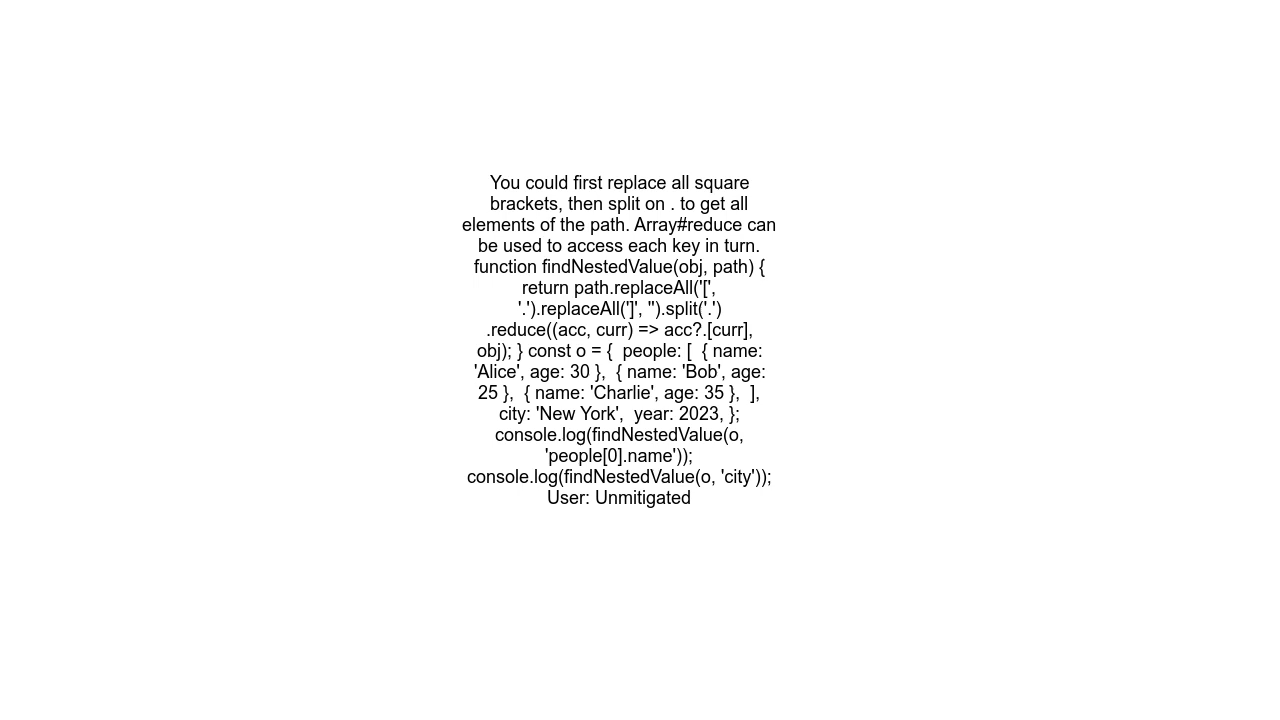 You could first replace all square
brackets, then split on . to get all
elements of the path. Array#reduce can
be used to access each key in turn.
function findNestedValue(obj, path) {
return path.replaceAll('[',
'.').replaceAll(']', '').split('.')
.reduce((acc, curr) => acc?.[curr],
obj); } const o = {  people: [  { name:
'Alice', age: 30 },  { name: 'Bob', age:
25 },  { name: 'Charlie', age: 35 },  ],
city: 'New York',  year: 2023, };
console.log(findNestedValue(o,
'people[0].name'));
console.log(findNestedValue(o, 'city'));
User: Unmitigated